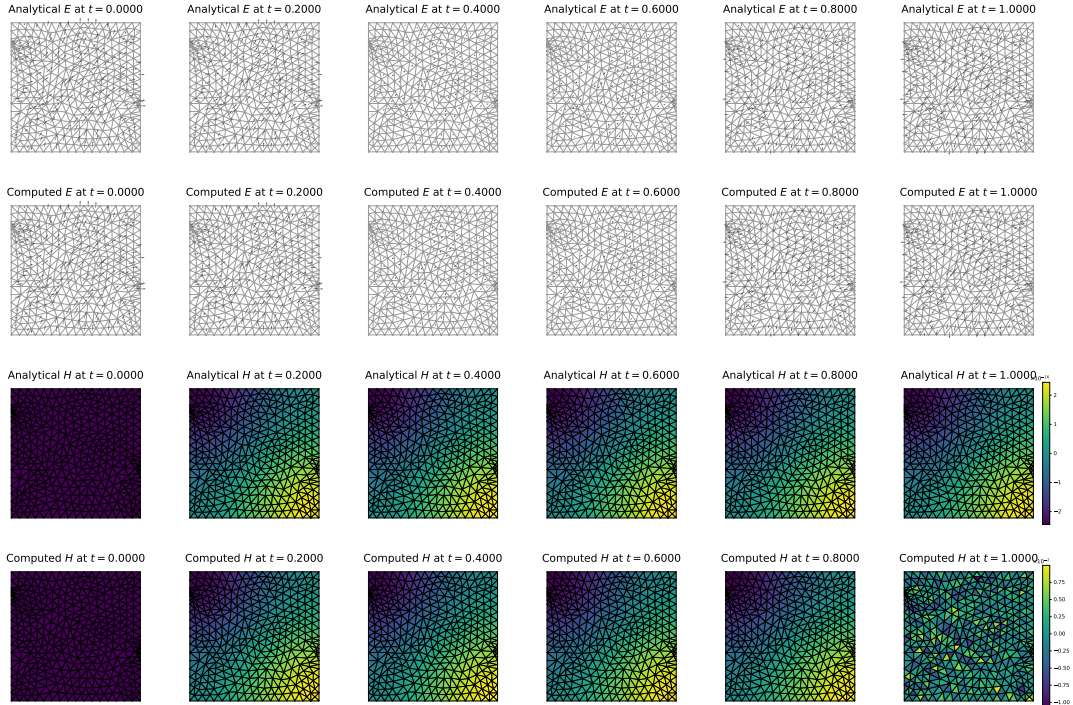 Analytical E at t = 0.0000
Analytical E at t = 0.2000
Analytical E at t = 0.4000
Analytical E at t = 0.6000
Analytical E at t = 0.8000
Analytical E at t = 1.0000
Computed E at t = 0.0000
Computed E at t = 0.2000
Computed E at t = 0.4000
Computed E at t = 0.6000
Computed E at t = 0.8000
Computed E at t = 1.0000
Analytical H at t = 0.0000
Analytical H at t = 0.2000
Analytical H at t = 0.4000
Analytical H at t = 0.6000
Analytical H at t = 0.8000
Analytical H at t = 1.0000
2
0
−1
−2
Computed H at t = 0.0000
Computed H at t = 0.2000
Computed H at t = 0.4000
Computed H at t = 0.6000
Computed H at t = 0.8000
Computed H at t = 1.0000
0.75
0.50
0.25
0.00
−0.25
−0.50
−0.75
−1.00